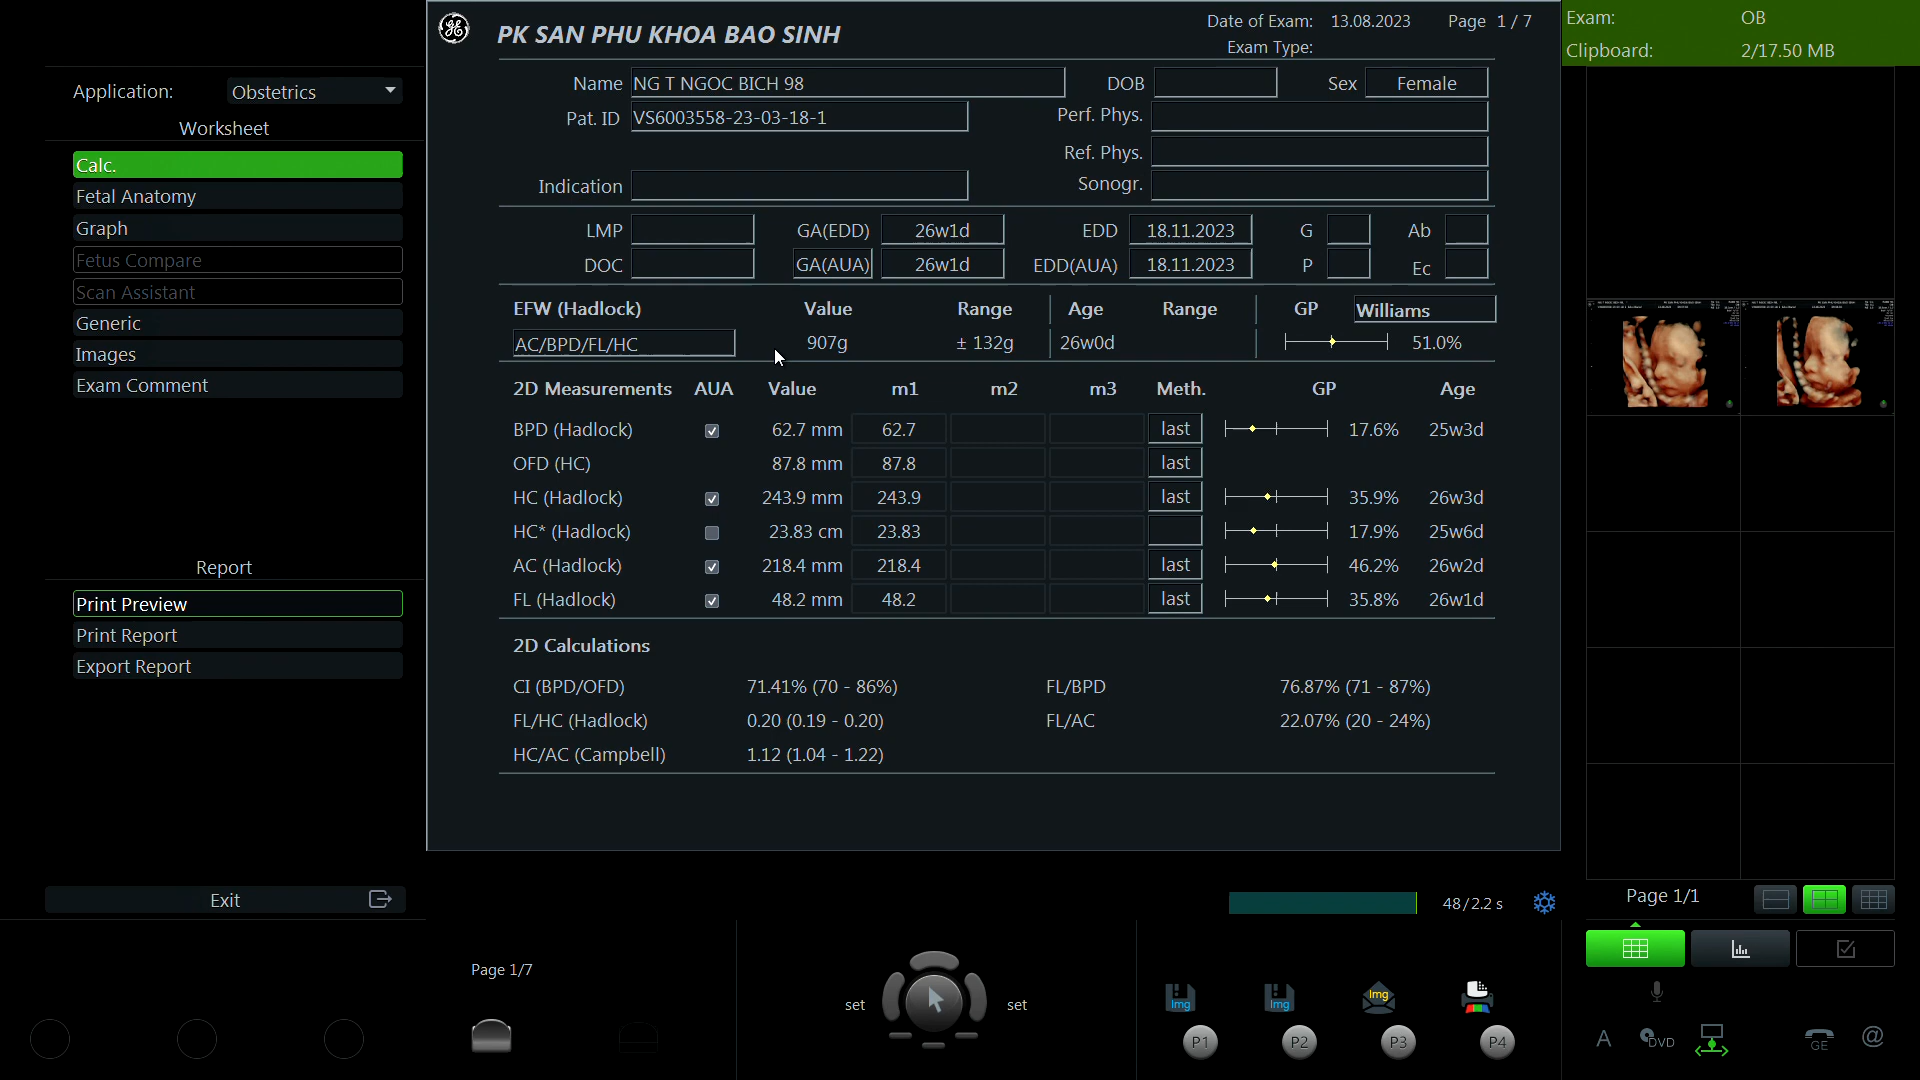 PK SAN PHU KHOA BAO SINH
Date of Exam: 13.08.2023 Page 1 / 7
Exam Type:
Exam: OB
Clipboard: 2/17.50 MB
Application: Obstetrics
Worksheet
Calc.
Fetal Anatomy
Graph
Fetus Compare
Scan Assistant
Generic
Images
Exam Comment
Report
Print Preview
Print Report
Export Report
Exit
Name NG T NGOC BICH 98 DOB Sex Female
Pat. ID VS6003558-23-03-18-1 Perf. Phys.
Ref. Phys.
Indication Sonogr.
LMP GA(EDD) 26w1d EDD 18.11.2023 G Ab
DOC GA(AUA) 26w1d EDD(AUA) 18.11.2023 P Ec
EFW (Hadlock) Value Range Age Range GP Williams
AC/BPD/FL/HC 907g ± 132g 26w0d 51.0%
2D Measurements AUA Value m1 m2 m3 Meth. GP Age
BPD (Hadlock) 62.7 mm 62.7 last 17.6% 25w3d
OFD (HC) 87.8 mm 87.8 last
HC (Hadlock) 243.9 mm 243.9 last 35.9% 26w3d
HC* (Hadlock) 23.83 cm 23.83 17.9% 25w6d
AC (Hadlock) 218.4 mm 218.4 last 46.2% 26w2d
FL (Hadlock) 48.2 mm 48.2 last 35.8% 26w1d
2D Calculations
CI (BPD/OFD) 71.41% (70 - 86%) FL/BPD 76.87% (71 - 87%)
FL/HC (Hadlock) 0.20 (0.19 - 0.20) FL/AC 22.07% (20 - 24%)
HC/AC (Campbell) 1.12 (1.04 - 1.22)
48/2.2 s
Page 1/1
Page 1/7
set set
Img Img Img
P1 P2 P3 P4
A DVD GE @